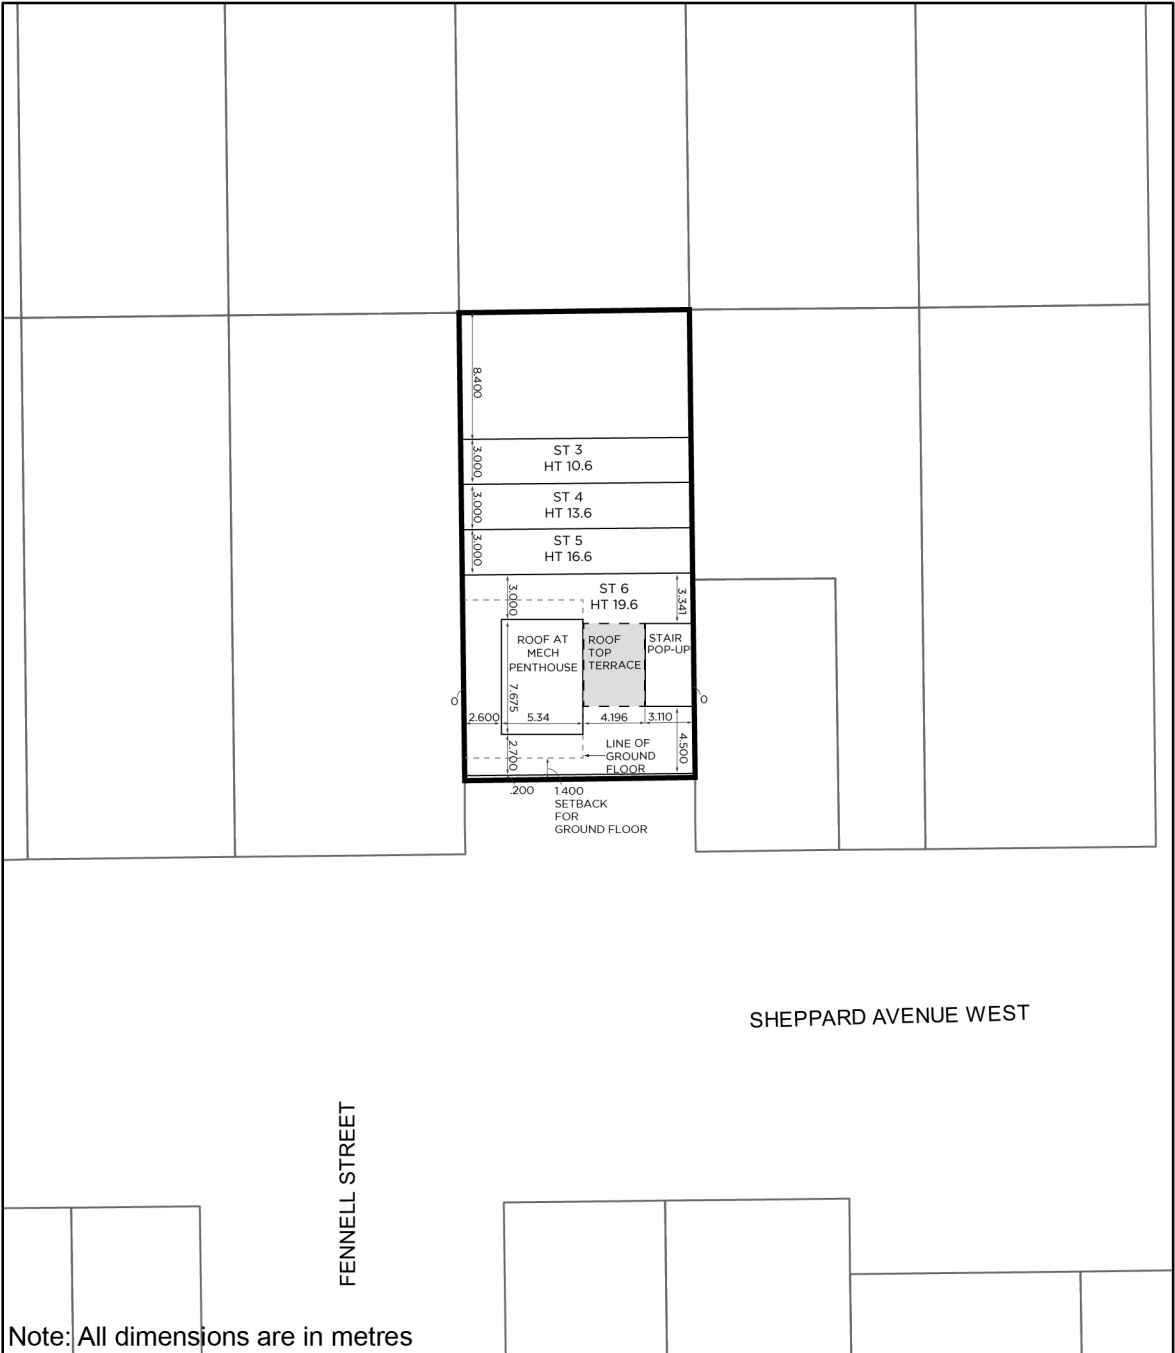 8.400
ST 3
HT 10.6
3.000
ST 4
HT 13.6
3.000
ST 5
HT 16.6
3.000
ST 6
HT 19.6
3.000
3.341
ROOF AT
MECH
PENTHOUSE
ROOF
TOP
TERRACE
STAIR
POP-UP
7.675
0
0
2.600
5.34
4.196
3.110
2.700
LINE OF
GROUND
FLOOR
4.500
.200
1.400
SETBACK
FOR
GROUND FLOOR
SHEPPARD AVENUE WEST
FENNELL STREET
Note: All dimensions are in metres